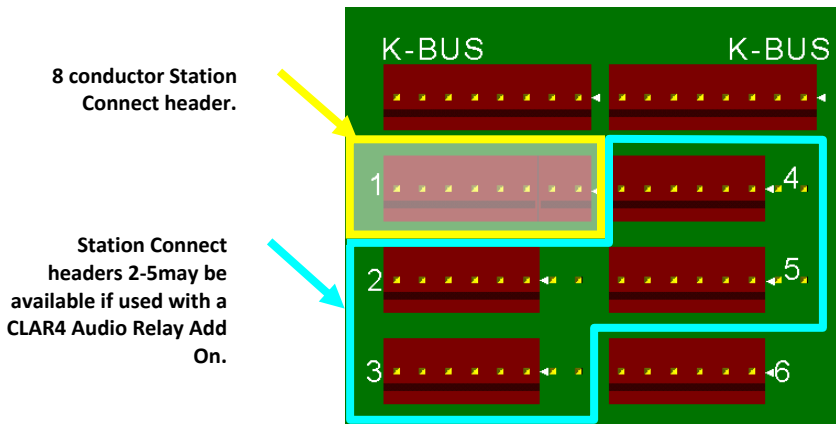 K-BUS
K-BUS
8 conductor Station
Connect header.
1
4
Station Connect
headers 2-5may be
available if used with a
CLAR4 Audio Relay Add
On.
2
5
3
6